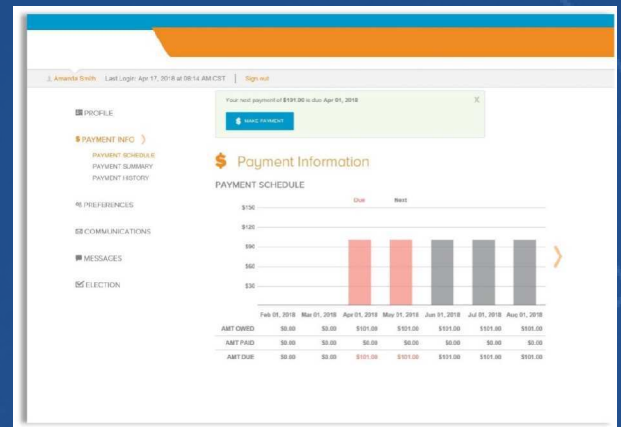 Amanda Smith Last Login: Apr 17, 2018 at 08:14 AM CST | Sign out
Your next payment of $101.00 is due Apr 01, 2018 X
$ MAKE PAYMENT
PROFILE
$ PAYMENT INFO
PAYMENT SCHEDULE
PAYMENT SUMMARY
PAYMENT HISTORY
PREFERENCES
COMMUNICATIONS
MESSAGES
ELECTION
$ Payment Information
PAYMENT SCHEDULE
Due Next
$150
$120
$90
$60
$30
Feb 01, 2018 Mar 01, 2018 Apr 01, 2018 May 01, 2018 Jun 01, 2018 Jul 01, 2018 Aug 01, 2018
AMT OWED $0.00 $0.00 $101.00 $101.00 $101.00 $101.00 $101.00
AMT PAID $0.00 $0.00 $0.00 $0.00 $0.00 $0.00 $0.00
AMT DUE $0.00 $0.00 $101.00 $101.00 $101.00 $101.00 $101.00